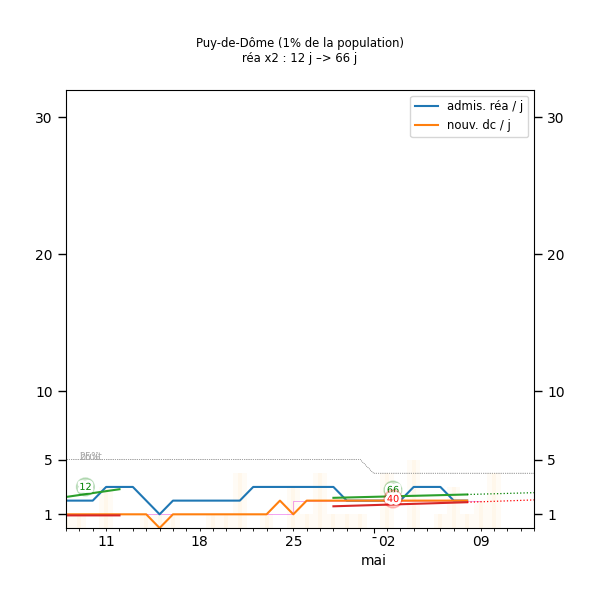 Puy-de-Dôme (1% de la population)
réa x2 : 12 j –> 66 j
admis. réa / j
nouv. dc / j
30 30
20 20
10 10
5 5
1 1
12
66
40
11 18 25 02 09
mai